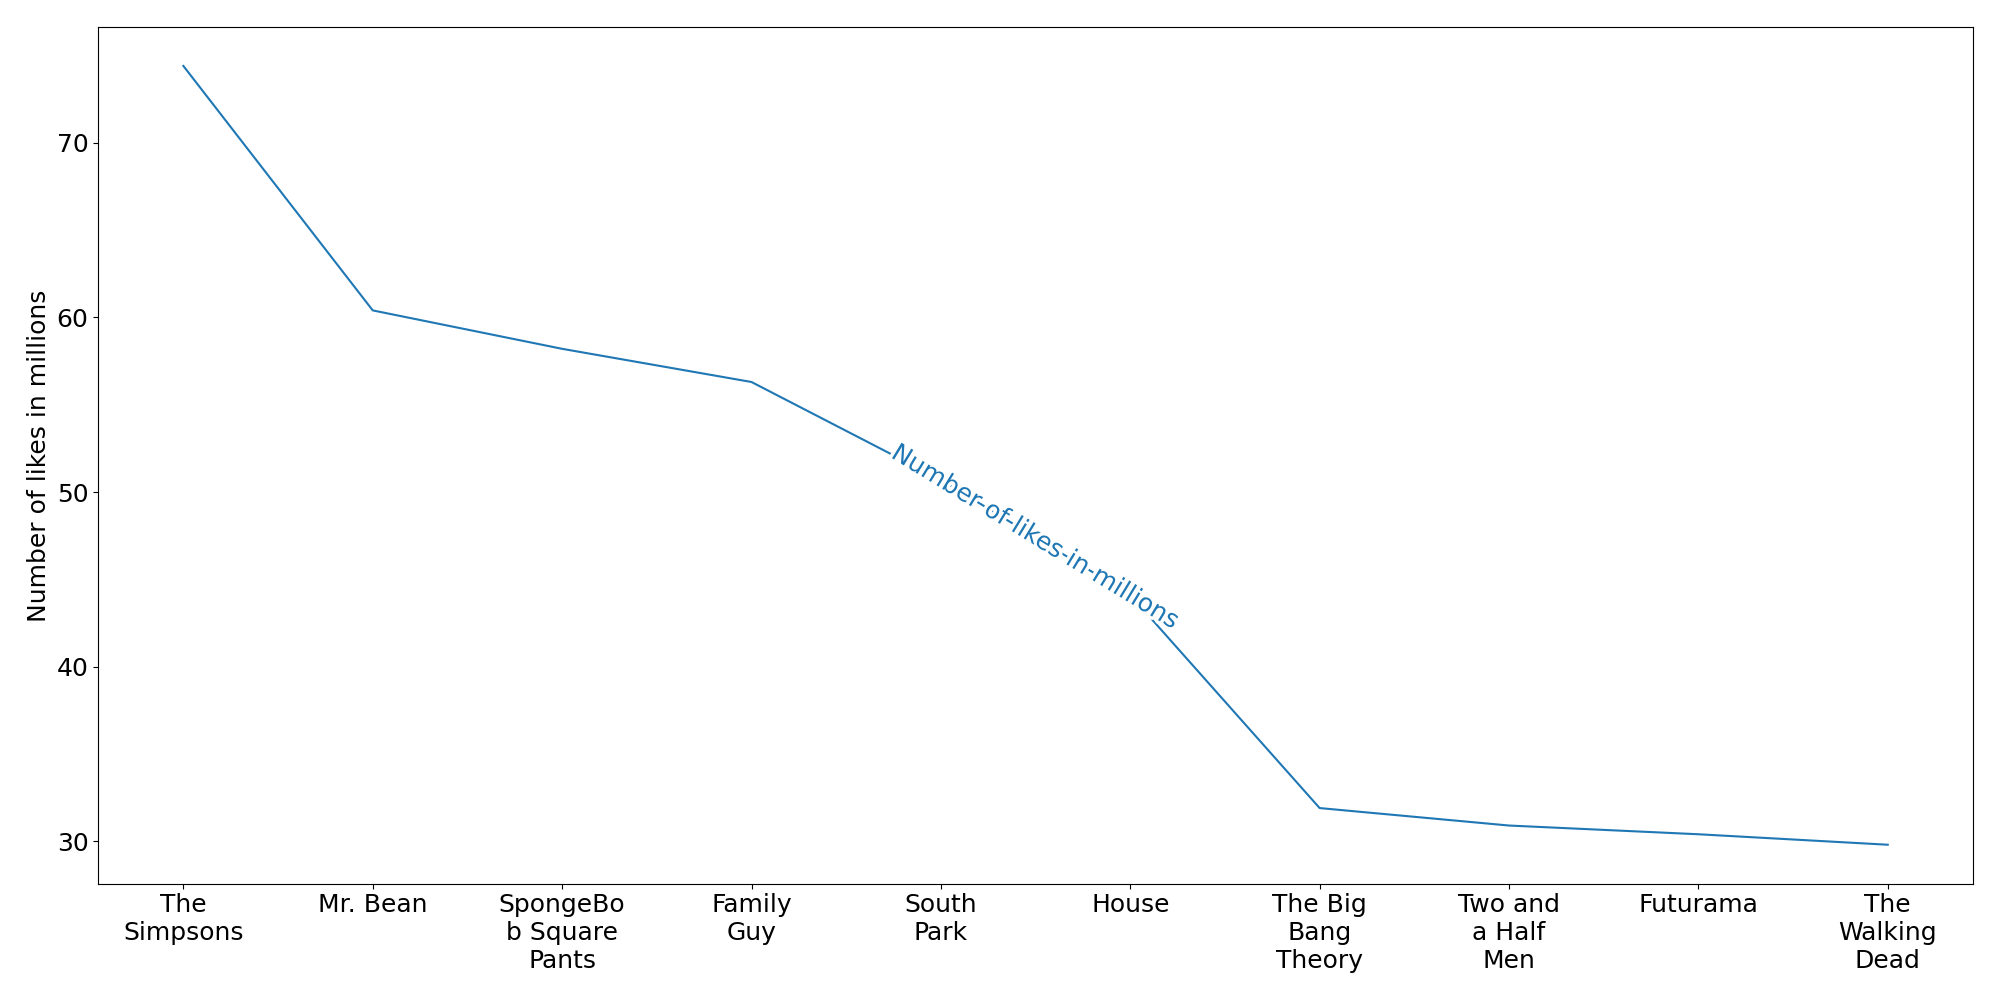 Number of likes in millions
70
60
50
40
30
Number-of-likes-in-millions
The
Simpsons
Mr. Bean
SpongeBo
b Square
Pants
Family
Guy
South
Park
House
The Big
Bang
Theory
Two and
a Half
Men
Futurama
The
Walking
Dead